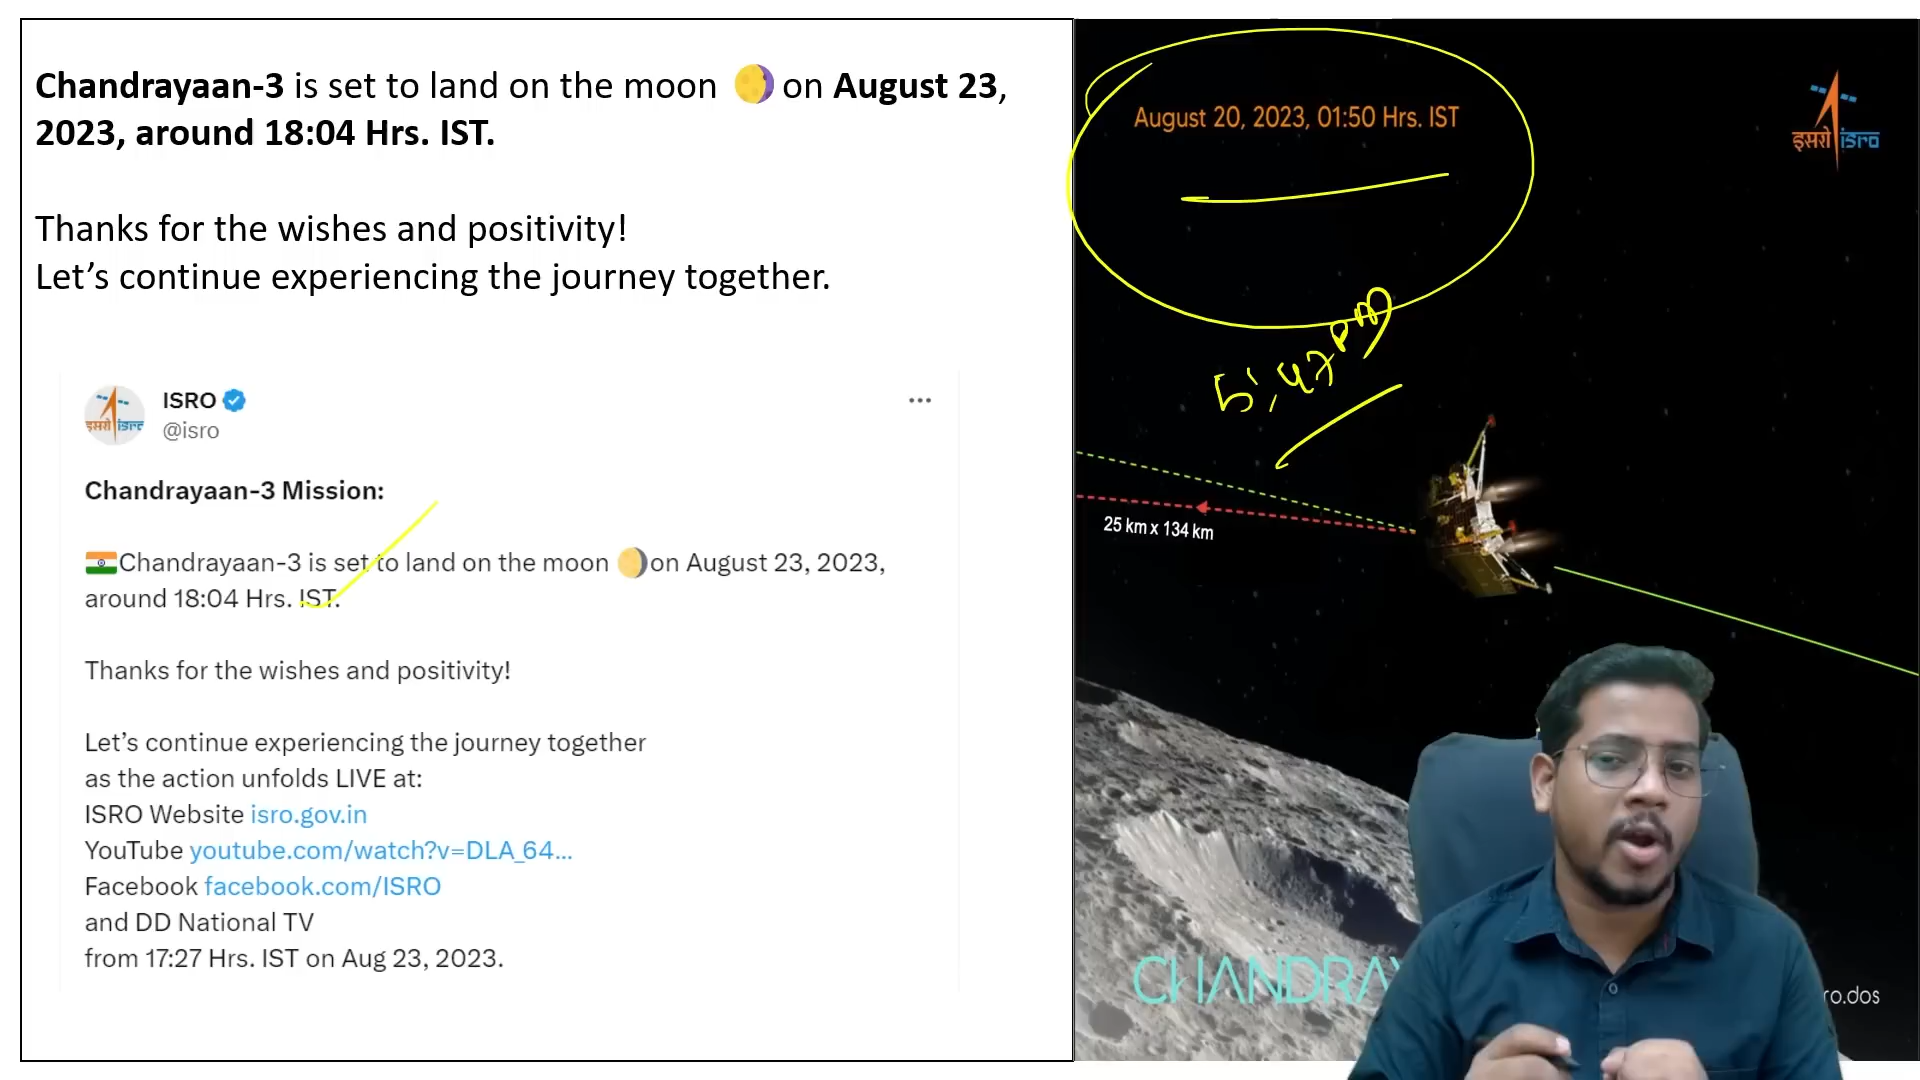 Chandrayaan-3 is set to land on the moon 🌖 on August 23,
2023, around 18:04 Hrs. IST.
Thanks for the wishes and positivity!
Let’s continue experiencing the journey together.
ISRO
@isro
Chandrayaan-3 Mission:
🇮🇳Chandrayaan-3 is set to land on the moon 🌖on August 23, 2023,
around 18:04 Hrs. IST.
Thanks for the wishes and positivity!
Let’s continue experiencing the journey together
as the action unfolds LIVE at:
ISRO Website isro.gov.in
YouTube youtube.com/watch?v=DLA_64...
Facebook facebook.com/ISRO
and DD National TV
from 17:27 Hrs. IST on Aug 23, 2023.
August 20, 2023, 01:50 Hrs. IST
इसरो isro
5:47 pm
25 km x 134 km
CHANDRAY
ro.dos